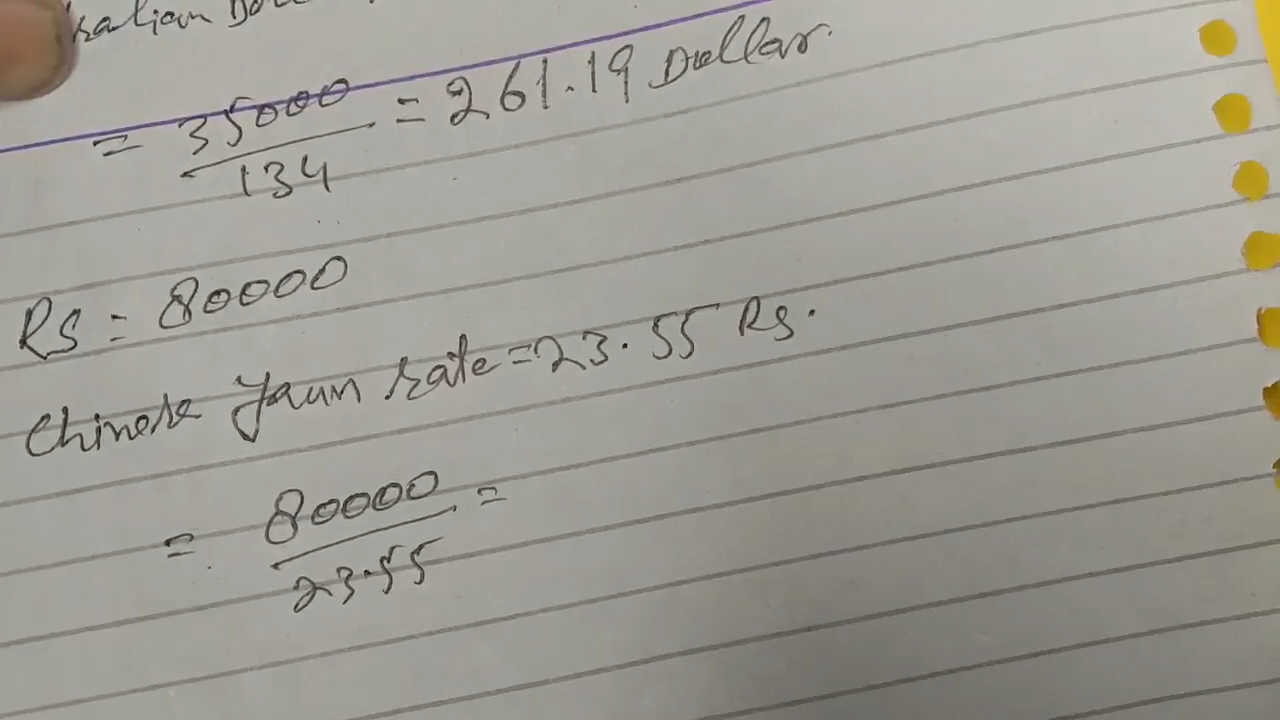 = 35000 / 134 = 261.19 Dollar.
Rs = 80000
Chinese Yaun rate = 23.55 Rs.
= 80000 / 23.55 =